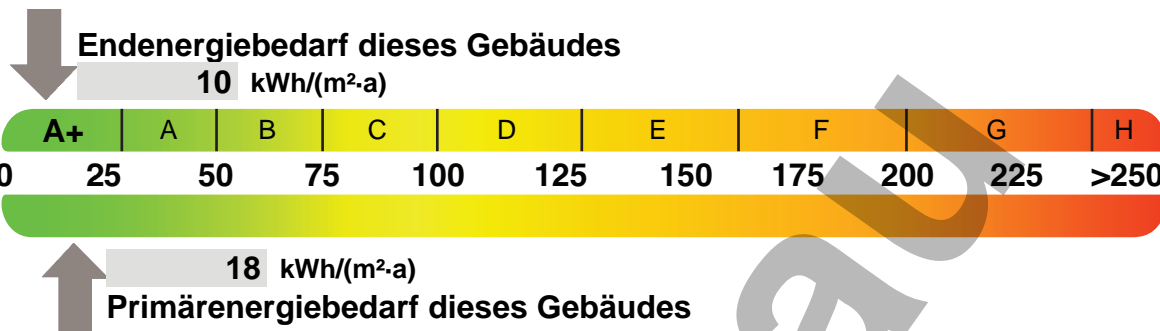 Endenergiebedarf dieses Gebäudes
10 kWh/(m²·a)
A+ A B C D E F G H
0 25 50 75 100 125 150 175 200 225 >250
18 kWh/(m²·a)
Primärenergiebedarf dieses Gebäudes
au